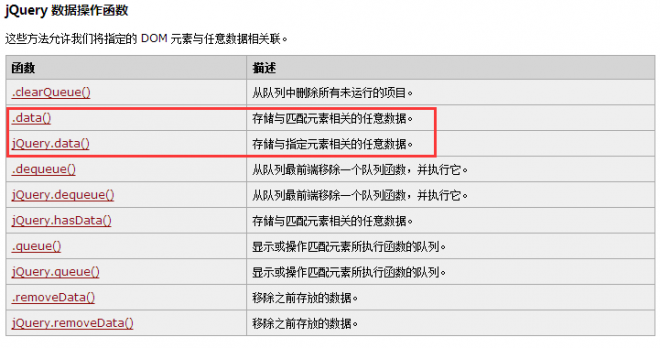 jQuery 数据操作函数
这些方法允许我们将指定的 DOM 元素与任意数据相关联。
函数 描述
.clearQueue() 从队列中删除所有未运行的项目。
.data() 存储与匹配元素相关的任意数据。
jQuery.data() 存储与指定元素相关的任意数据。
.dequeue() 从队列最前端移除一个队列函数，并执行它。
jQuery.dequeue() 从队列最前端移除一个队列函数，并执行它。
jQuery.hasData() 存储与匹配元素相关的任意数据。
.queue() 显示或操作匹配元素所执行函数的队列。
jQuery.queue() 显示或操作匹配元素所执行函数的队列。
.removeData() 移除之前存放的数据。
jQuery.removeData() 移除之前存放的数据。